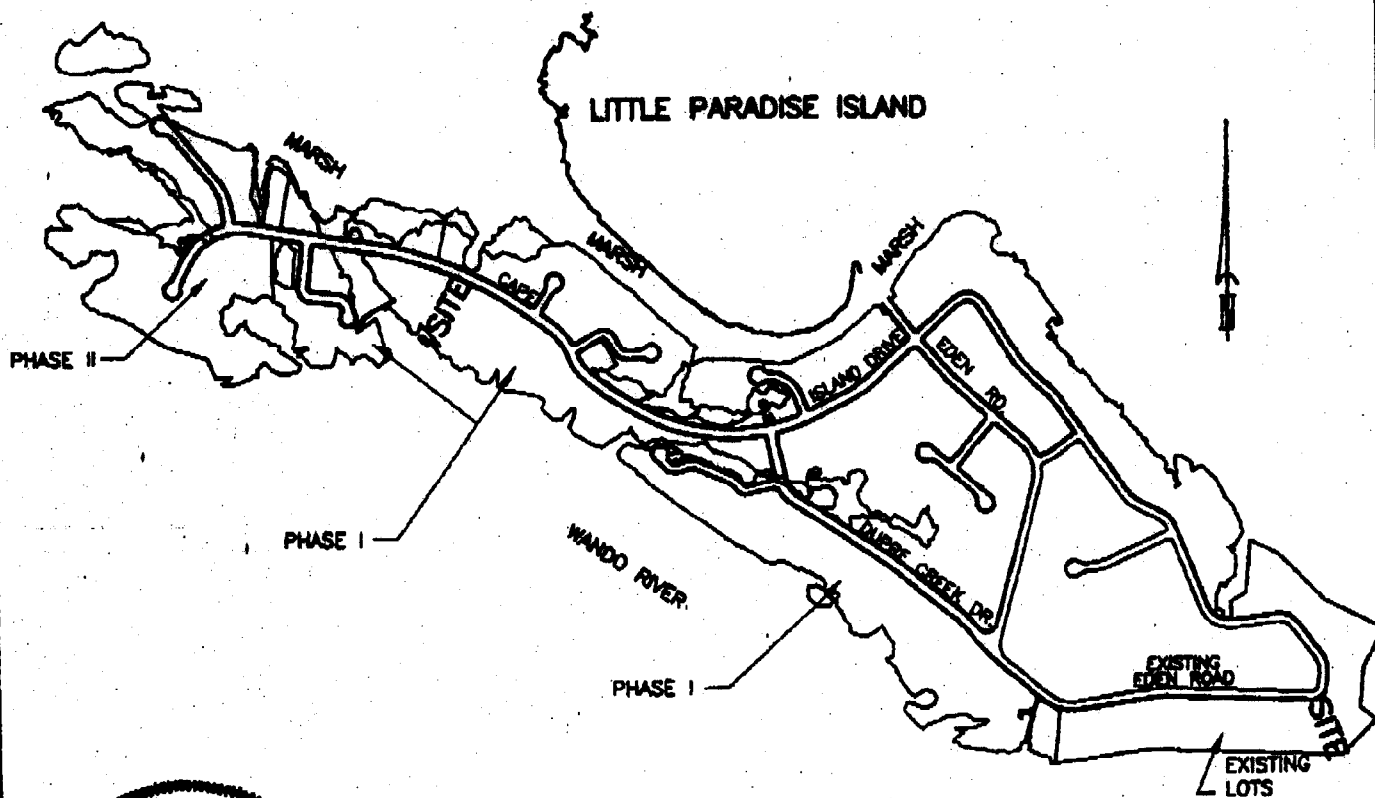 LITTLE PARADISE ISLAND
MARSH
MARSH
MARSH
SITE
CAPE
ISLAND DRIVE
EDEN RD.
PHASE II
PHASE I
WANDO RIVER
DUPRE CREEK DR.
PHASE I
EXISTING
EDEN ROAD
SITE
EXISTING
LOTS